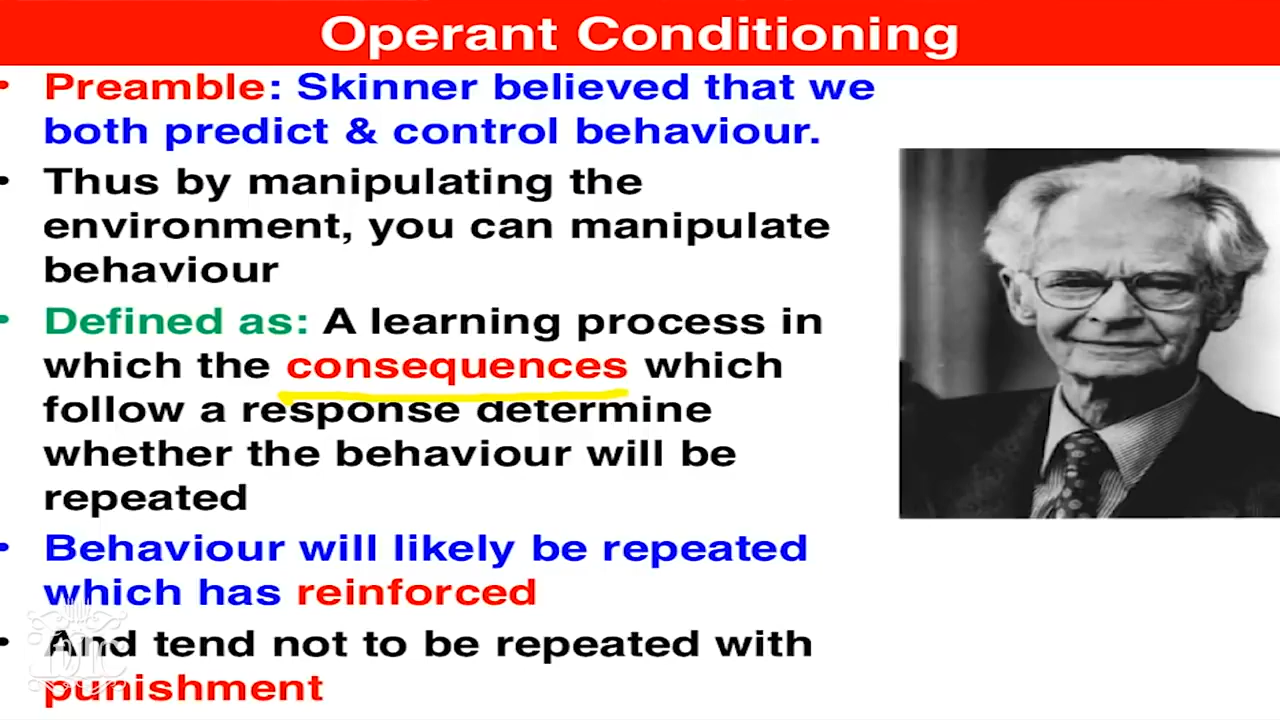 Operant Conditioning
• Preamble: Skinner believed that we
both predict & control behaviour.
• Thus by manipulating the
environment, you can manipulate
behaviour
• Defined as: A learning process in
which the consequences which
follow a response determine
whether the behaviour will be
repeated
• Behaviour will likely be repeated
which has reinforced
• And tend not to be repeated with
punishment